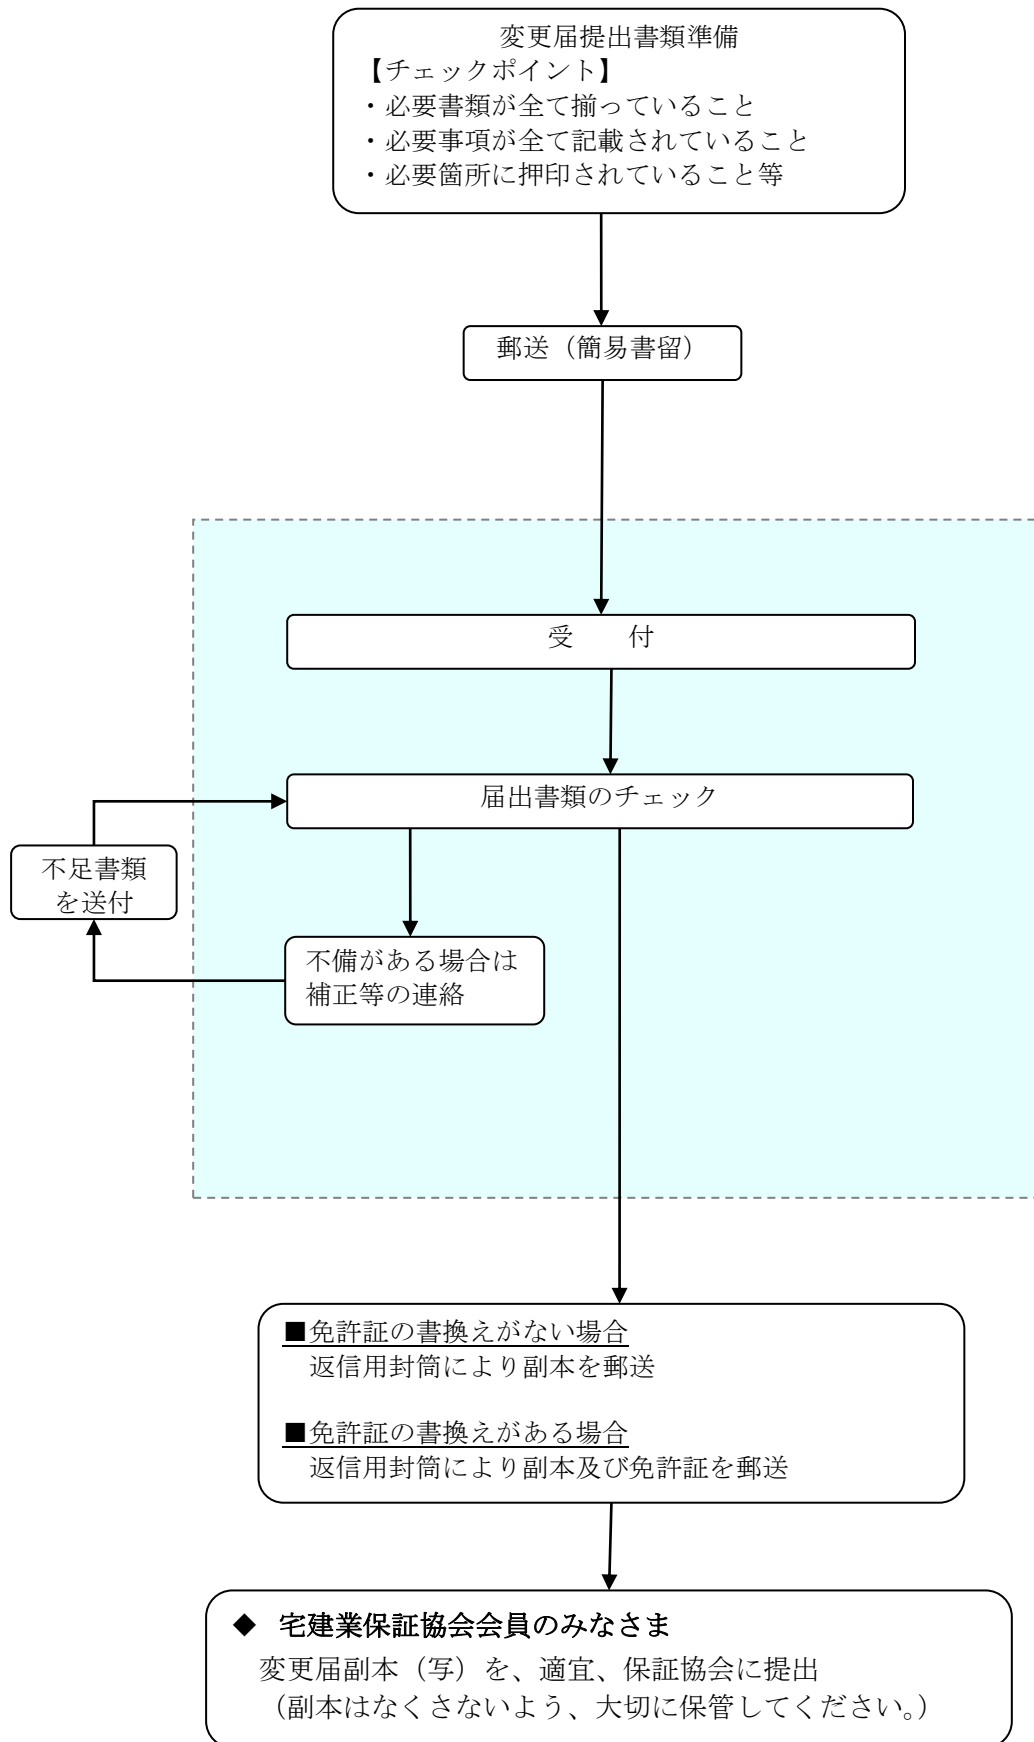 変更届提出書類準備
【チェックポイント】
・必要書類が全て揃っていること
・必要事項が全て記載されていること
・必要箇所に押印されていること等
郵送（簡易書留）
受　　付
届出書類のチェック
不足書類
を送付
不備がある場合は
補正等の連絡
■免許証の書換えがない場合
返信用封筒により副本を郵送
■免許証の書換えがある場合
返信用封筒により副本及び免許証を郵送
◆　宅建業保証協会会員のみなさま
変更届副本（写）を、適宜、保証協会に提出
（副本はなくさないよう、大切に保管してください。）